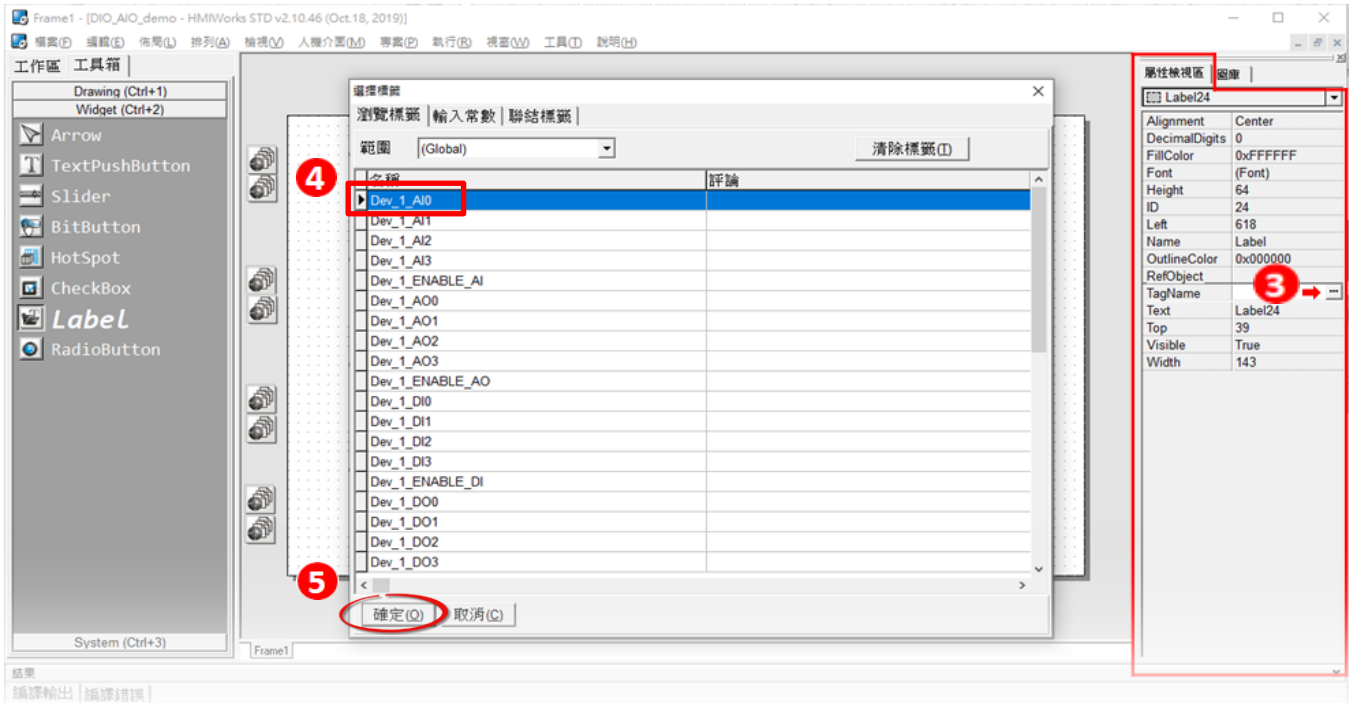 Frame1 - [DIO_AIO_demo - HMIWorks STD v2.10.46 (Oct.18, 2019)]
檔案(F) 編輯(E) 佈局(L) 排列(A) 檢視(V) 人機介面(M) 專案(P) 執行(R) 視窗(W) 工具(T) 說明(H)
工作區 工具箱
Drawing (Ctrl+1)
Widget (Ctrl+2)
Arrow
TextPushButton
Slider
BitButton
HotSpot
CheckBox
Label
RadioButton
System (Ctrl+3)
選擇標籤
瀏覽標籤 輸入常數 聯結標籤
範圍 (Global) 清除標籤(T)
4
名稱 評論
Dev_1_AI0
Dev_1_AI1
Dev_1_AI2
Dev_1_AI3
Dev_1_ENABLE_AI
Dev_1_AO0
Dev_1_AO1
Dev_1_AO2
Dev_1_AO3
Dev_1_ENABLE_AO
Dev_1_DI0
Dev_1_DI1
Dev_1_DI2
Dev_1_DI3
Dev_1_ENABLE_DI
Dev_1_DO0
Dev_1_DO1
Dev_1_DO2
Dev_1_DO3
5
確定(O) 取消(C)
Frame1
屬性檢視區 圖庫
Label24
Alignment Center
DecimalDigits 0
FillColor 0xFFFFFF
Font (Font)
Height 64
ID 24
Left 618
Name Label
OutlineColor 0x000000
RefObject
TagName 3 ...
Text Label24
Top 39
Visible True
Width 143
結果
編譯輸出 編譯錯誤